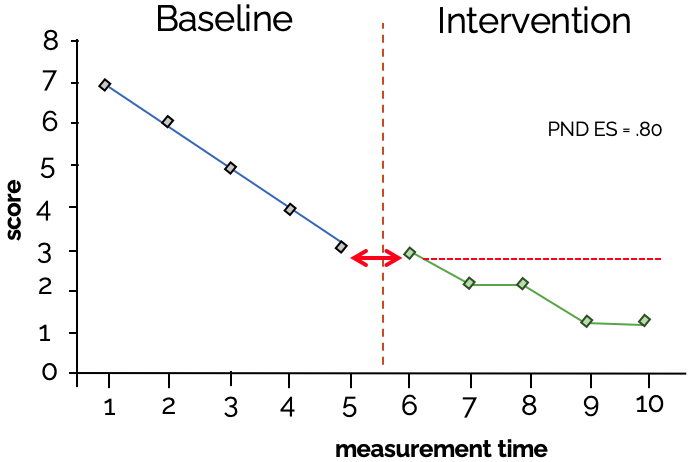 Baseline
Intervention
8
7
6
5
4
3
2
1
0
PND ES = .80
score
1 2 3 4 5 6 7 8 9 10
measurement time